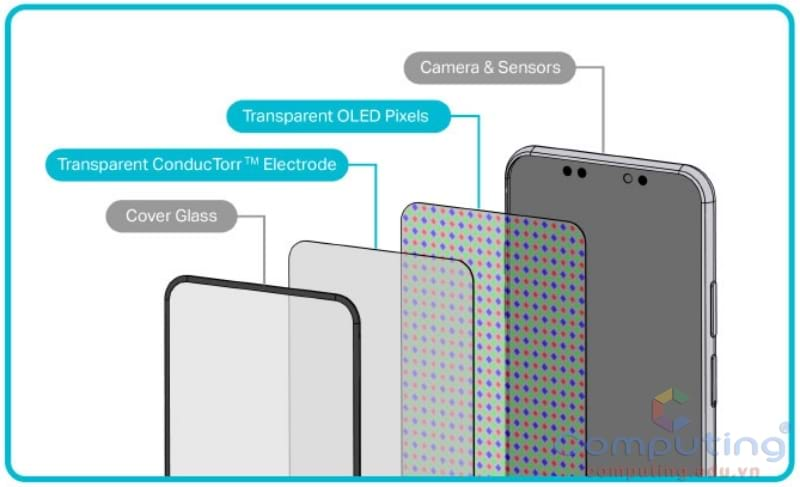 Camera & Sensors
Transparent OLED Pixels
Transparent ConducTorr™ Electrode
Cover Glass
Computing®
computing.edu.vn